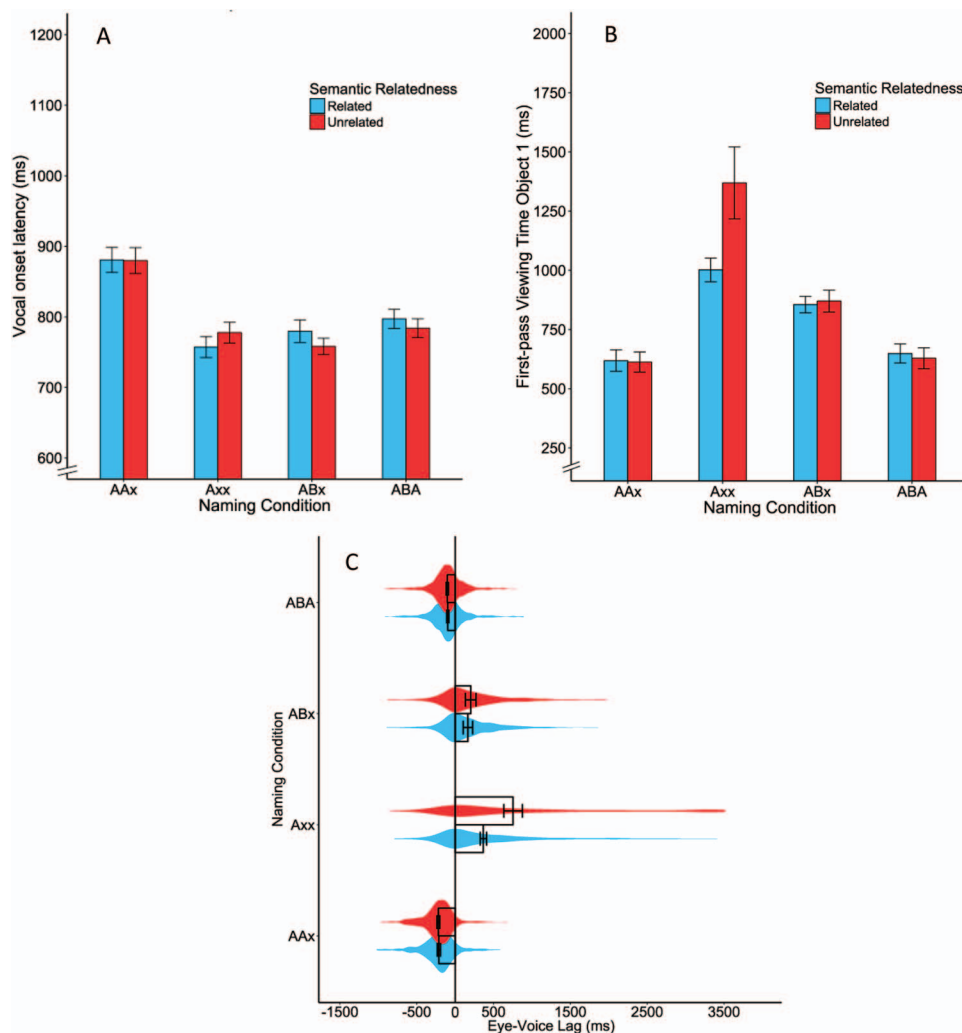 A
Semantic Relatedness
Related
Unrelated
Vocal onset latency (ms)
1200
1100
1000
900
800
700
600
AAx
Axx
ABx
ABA
Naming Condition
B
Semantic Relatedness
Related
Unrelated
First-pass Viewing Time Object 1 (ms)
2000
1750
1500
1250
1000
750
500
250
AAx
Axx
ABx
ABA
Naming Condition
C
Naming Condition
ABA
ABx
Axx
AAx
-1500
-500
0
500
1500
2500
3500
Eye-Voice Lag (ms)